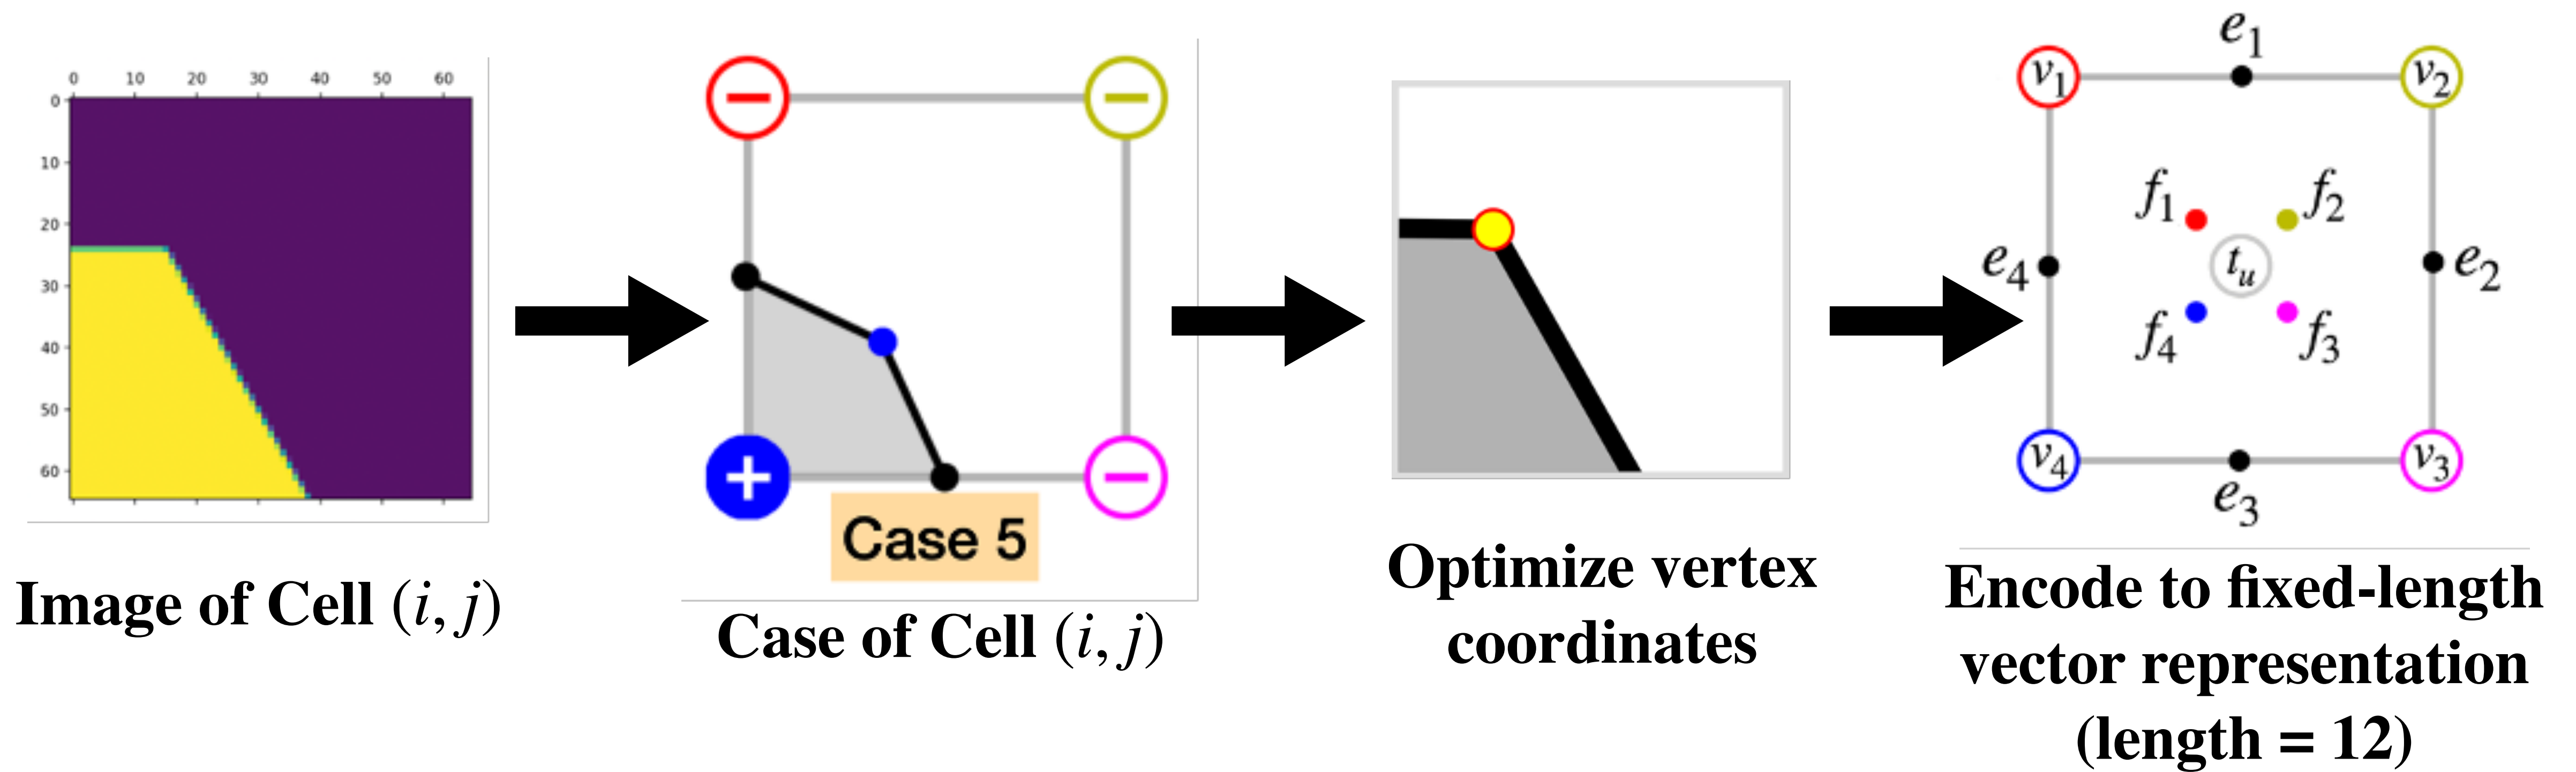 0 10 20 30 40 50 60
0
10
20
30
40
50
60
Image of Cell (i, j)
− −
+ −
Case 5
Case of Cell (i, j)
Optimize vertex
coordinates
e1
v1 v2
f1 f2
e4 tu e2
f4 f3
v4 v3
e3
Encode to fixed-length
vector representation
(length = 12)